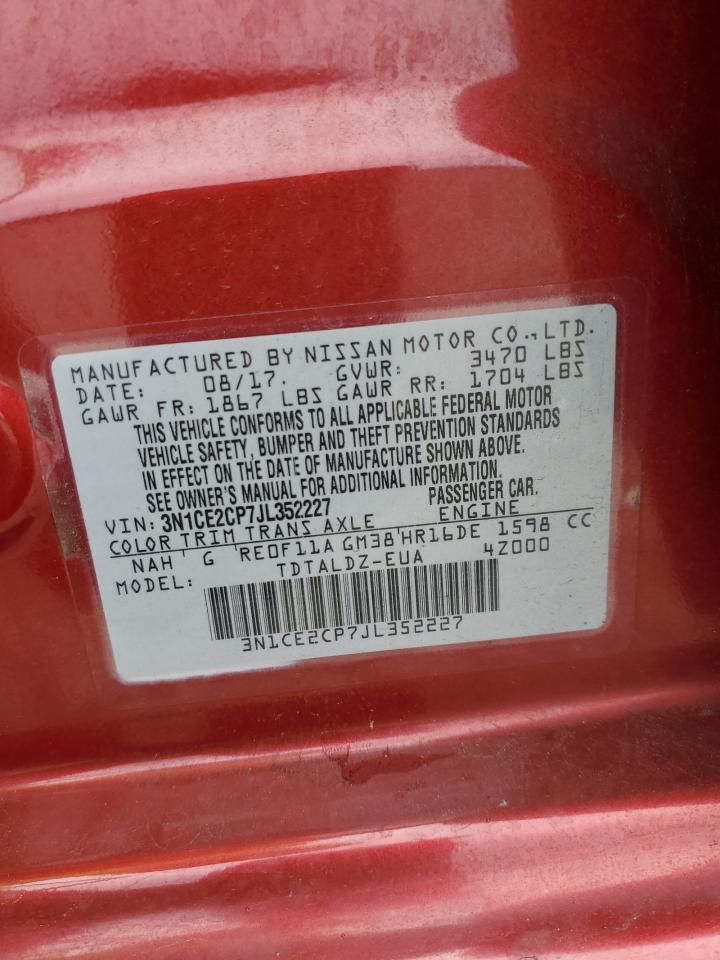 MANUFACTURED BY NISSAN MOTOR CO., LTD.
DATE: 08/17. GVWR: 3470 LBS
GAWR FR: 1867 LBS GAWR RR: 1704 LBS
THIS VEHICLE CONFORMS TO ALL APPLICABLE FEDERAL MOTOR
VEHICLE SAFETY, BUMPER AND THEFT PREVENTION STANDARDS
IN EFFECT ON THE DATE OF MANUFACTURE SHOWN ABOVE.
SEE OWNER'S MANUAL FOR ADDITIONAL INFORMATION.
VIN: 3N1CE2CP7JL352227 PASSENGER CAR.
COLOR TRIM TRANS AXLE ENGINE
NAH ' G 'RE0F11A GM38'HR16DE 1598 CC
MODEL: TDTALDZ-EUA 4Z000
3N1CE2CP7JL352227